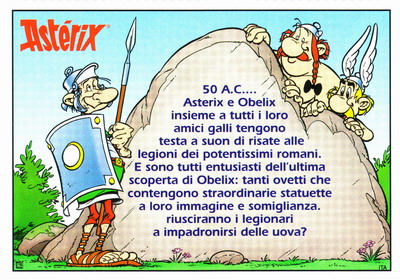 Astérix
50 A.C....
Asterix e Obelix
insieme a tutti i loro
amici galli tengono
testa a suon di risate alle
legioni dei potentissimi romani.
E sono tutti entusiasti dell'ultima
scoperta di Obelix: tanti ovetti che
contengono straordinarie statuette
a loro immagine e somiglianza.
riusciranno i legionari
a impadronirsi delle uova?
ITA